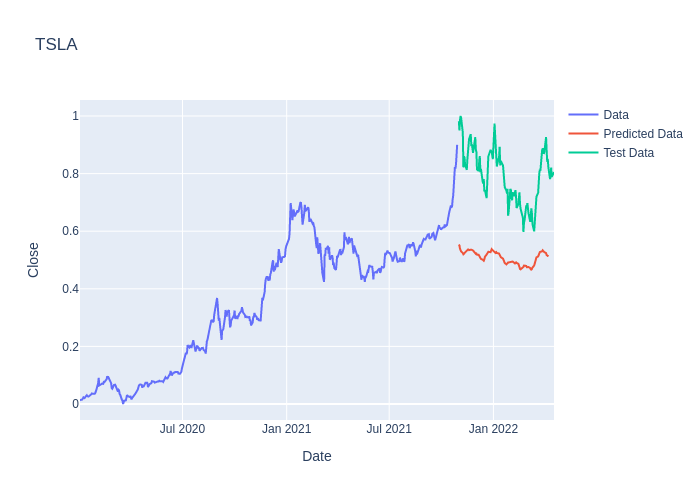 TSLA
Data
Predicted Data
Test Data
Close
1
0.8
0.6
0.4
0.2
0
Jul 2020
Jan 2021
Jul 2021
Jan 2022
Date